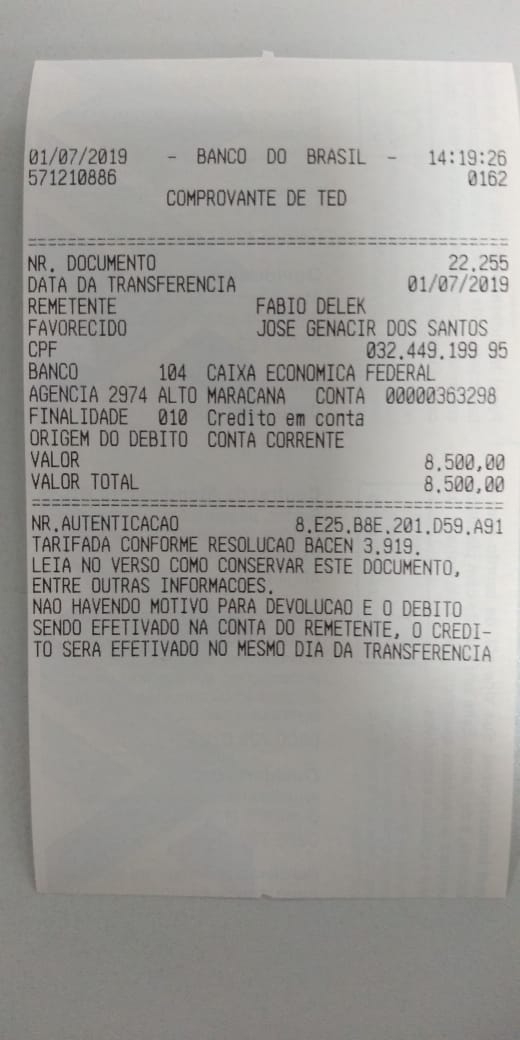 01/07/2019 - BANCO DO BRASIL - 14:19:26
571210886 0162
COMPROVANTE DE TED
================================================
NR. DOCUMENTO 22.255
DATA DA TRANSFERENCIA 01/07/2019
REMETENTE FABIO DELEK
FAVORECIDO JOSE GENACIR DOS SANTOS
CPF 032.449.199 95
BANCO 104 CAIXA ECONOMICA FEDERAL
AGENCIA 2974 ALTO MARACANA CONTA 00000363298
FINALIDADE 010 Credito em conta
ORIGEM DO DEBITO CONTA CORRENTE
VALOR 8.500,00
VALOR TOTAL 8.500,00
================================================
NR.AUTENTICACAO 8.E25.B8E.201.D59.A91
TARIFADA CONFORME RESOLUCAO BACEN 3.919.
LEIA NO VERSO COMO CONSERVAR ESTE DOCUMENTO,
ENTRE OUTRAS INFORMACOES.
NAO HAVENDO MOTIVO PARA DEVOLUCAO E O DEBITO
SENDO EFETIVADO NA CONTA DO REMETENTE, O CREDI-
TO SERA EFETIVADO NO MESMO DIA DA TRANSFERENCIA